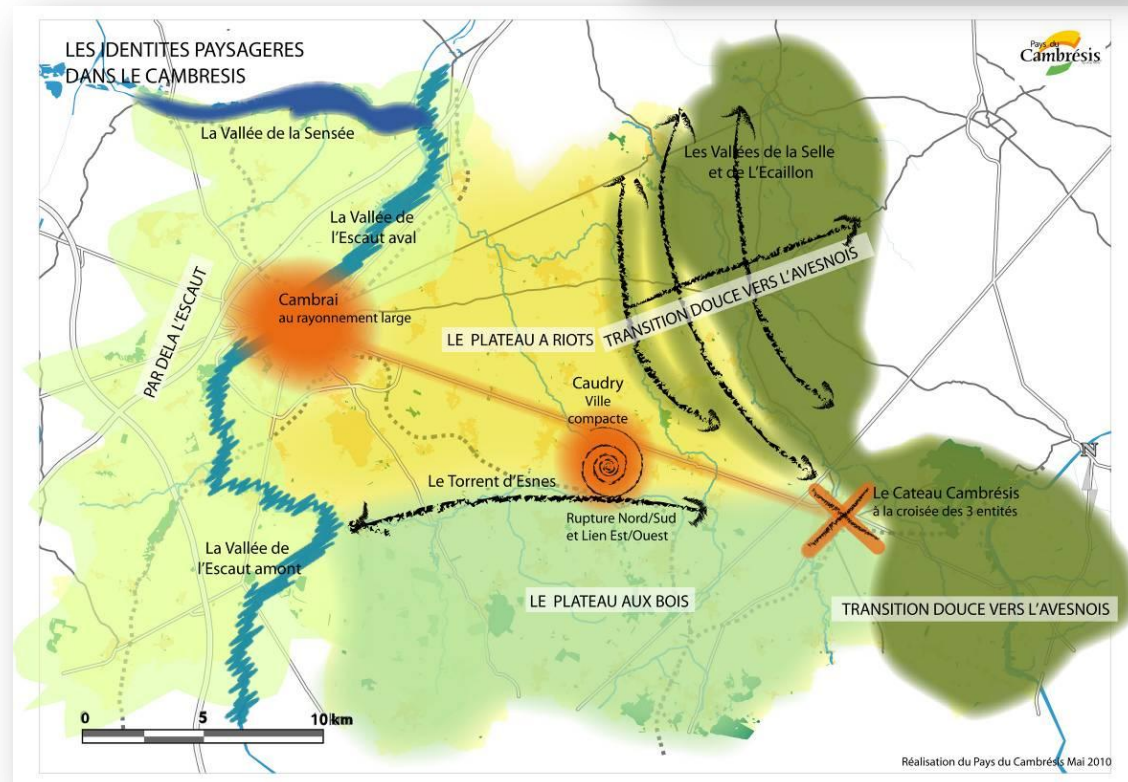 LES IDENTITES PAYSAGERES
DANS LE CAMBRESIS
Pays du
Cambrésis
La Vallée de la Sensée
Les Vallées de la Selle
et de L'Ecaillon
La Vallée de
l'Escaut aval
PAR DELA L'ESCAUT
Cambrai
au rayonnement large
LE PLATEAU A RIOTS
TRANSITION DOUCE VERS L'AVESNOIS
Caudry
Ville
compacte
Le Torrent d'Esnes
Rupture Nord/Sud
et Lien Est/Ouest
N
Le Cateau Cambrésis
à la croisée des 3 entités
La Vallée de
l'Escaut amont
LE PLATEAU AUX BOIS
TRANSITION DOUCE VERS L'AVESNOIS
0 5 10 km
Réalisation du Pays du Cambrésis Mai 2010